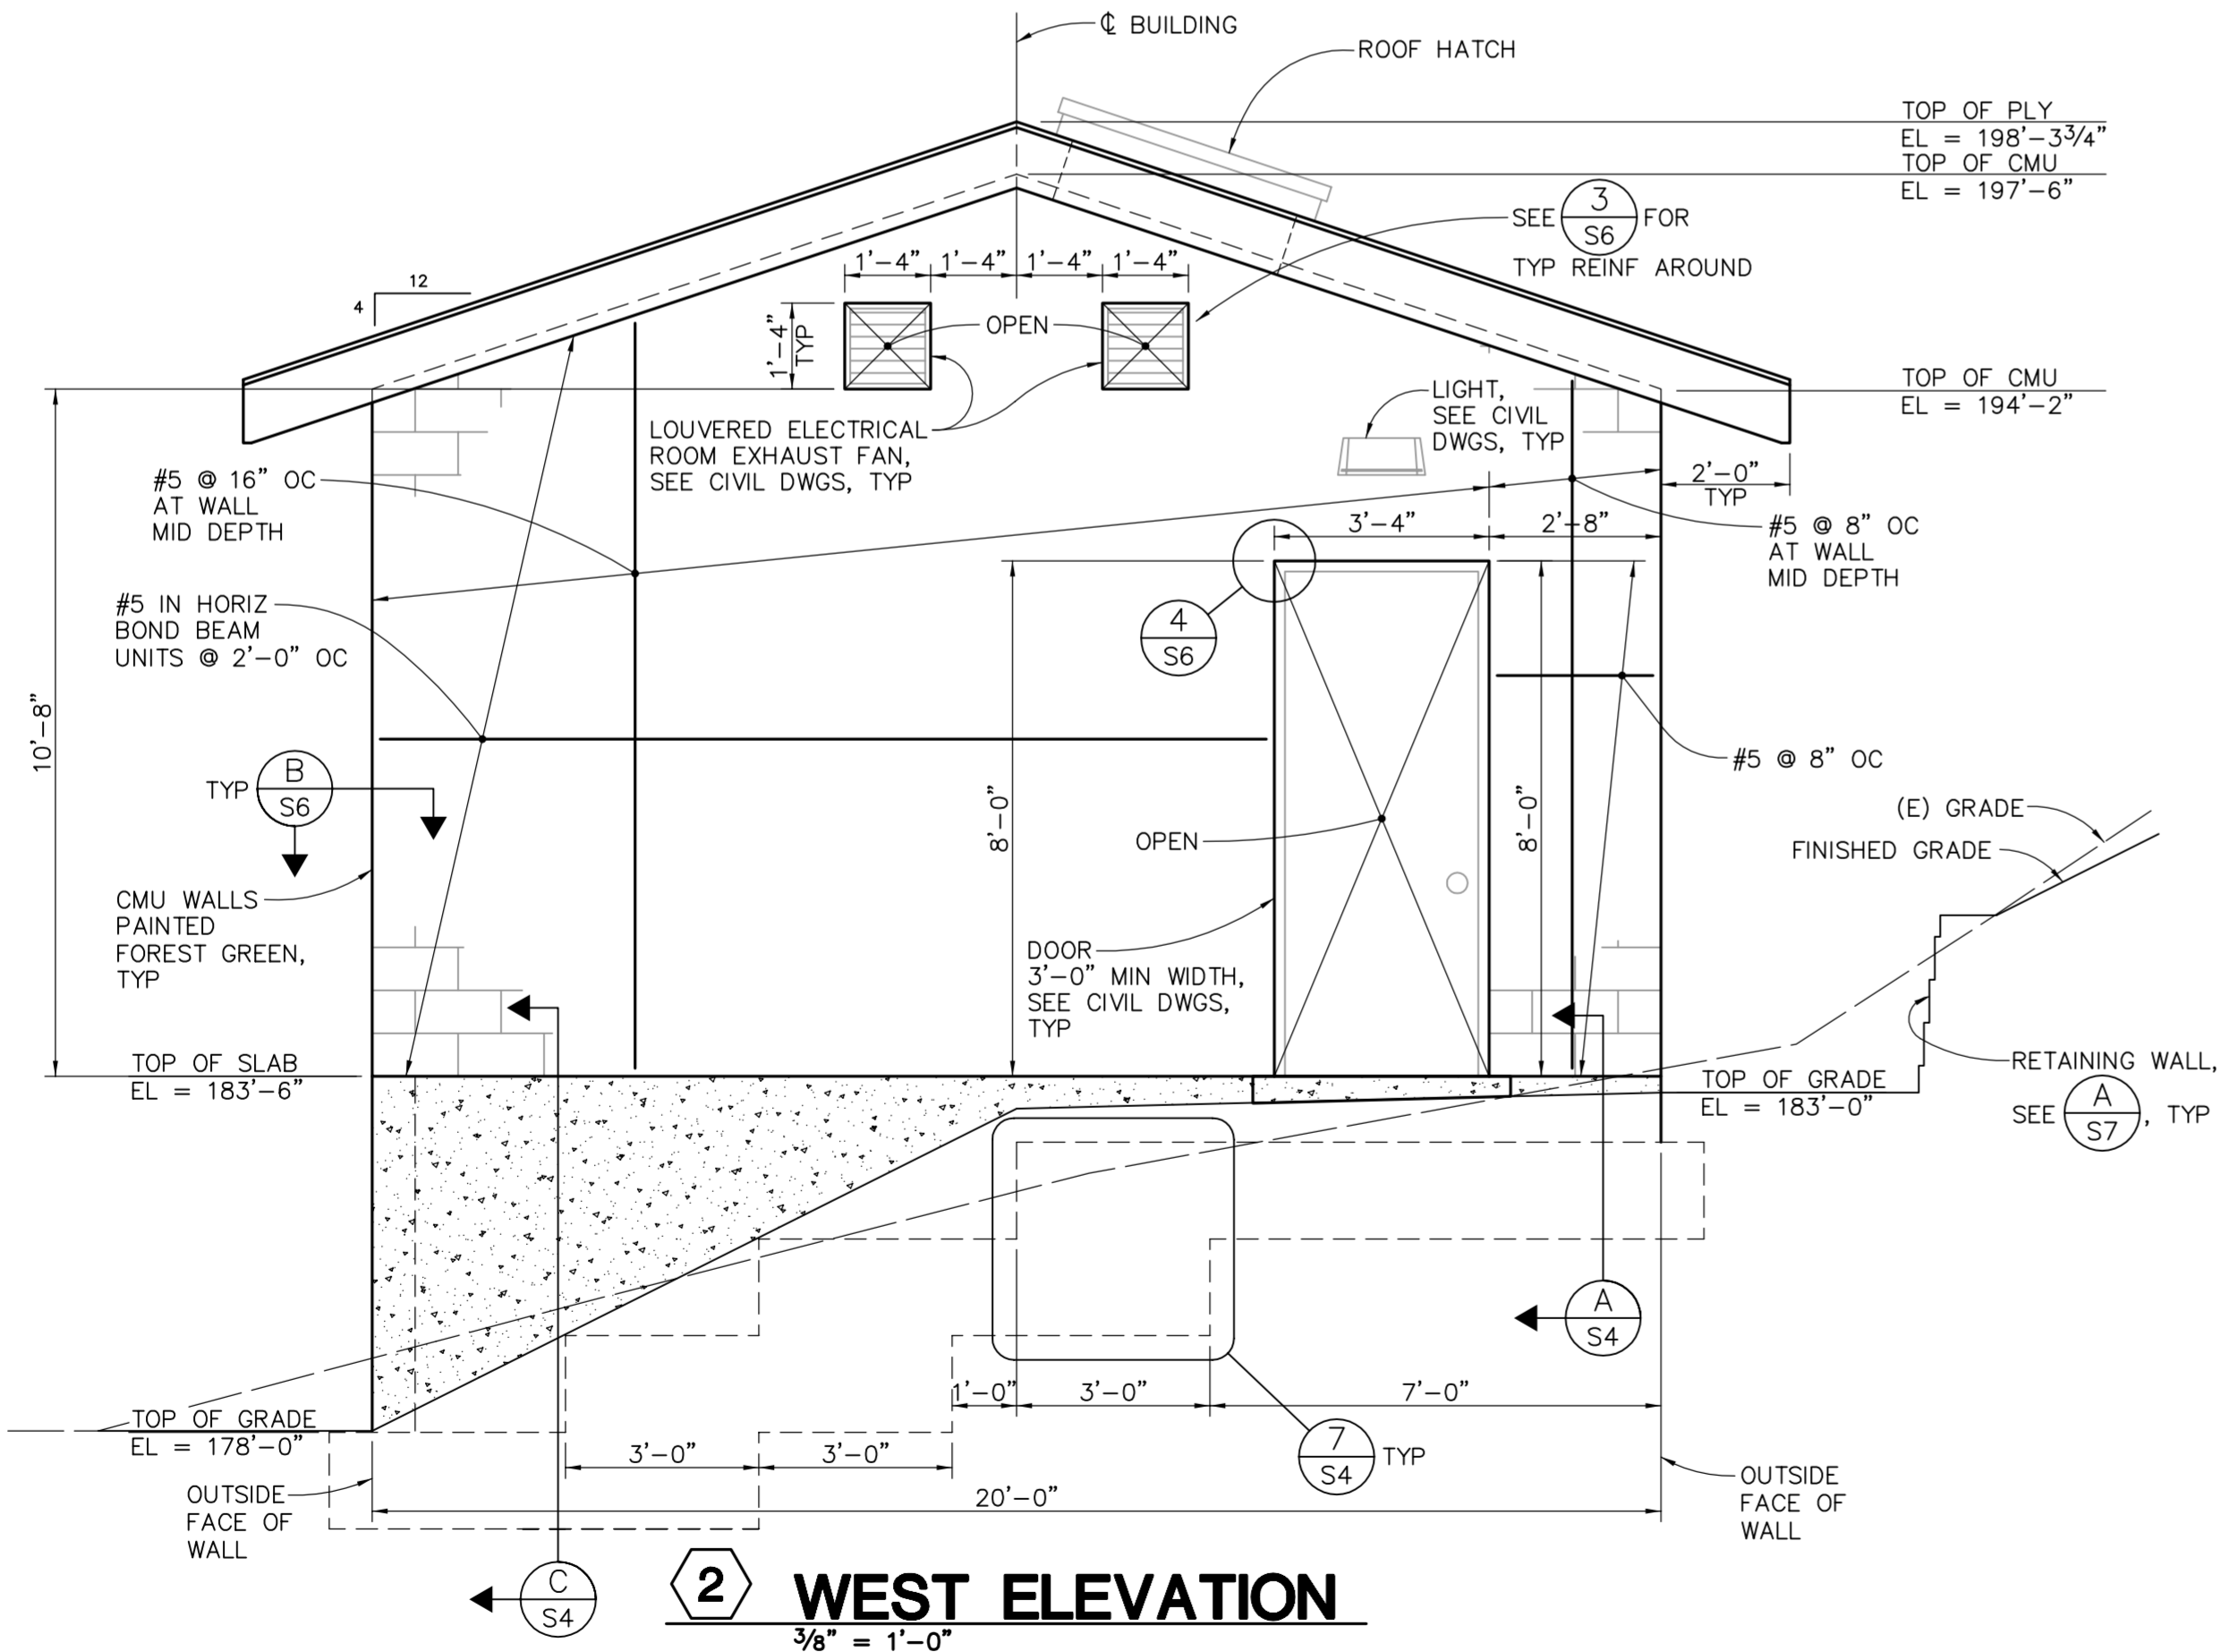 ℄ BUILDING
ROOF HATCH
TOP OF PLY
EL = 198'-3¾"
TOP OF CMU
EL = 197'-6"
SEE 3 FOR
S6
TYP REINF AROUND
12
4
1'-4" 1'-4" 1'-4" 1'-4"
1'-4"
TYP
OPEN
TOP OF CMU
EL = 194'-2"
LIGHT,
SEE CIVIL
DWGS, TYP
LOUVERED ELECTRICAL
ROOM EXHAUST FAN,
SEE CIVIL DWGS, TYP
#5 @ 16" OC
AT WALL
MID DEPTH
2'-0"
TYP
3'-4"
2'-8"
#5 @ 8" OC
AT WALL
MID DEPTH
#5 IN HORIZ
BOND BEAM
UNITS @ 2'-0" OC
4
S6
10'-8"
TYP B
S6
#5 @ 8" OC
8'-0"
8'-0"
OPEN
(E) GRADE
FINISHED GRADE
CMU WALLS
PAINTED
FOREST GREEN,
TYP
DOOR
3'-0" MIN WIDTH,
SEE CIVIL DWGS,
TYP
TOP OF SLAB
EL = 183'-6"
TOP OF GRADE
EL = 183'-0"
RETAINING WALL,
SEE A , TYP
S7
A
S4
1'-0" 3'-0" 7'-0"
TOP OF GRADE
EL = 178'-0"
3'-0" 3'-0"
7 TYP
S4
OUTSIDE
FACE OF
WALL
20'-0"
OUTSIDE
FACE OF
WALL
C
S4
2 WEST ELEVATION
⅜" = 1'-0"